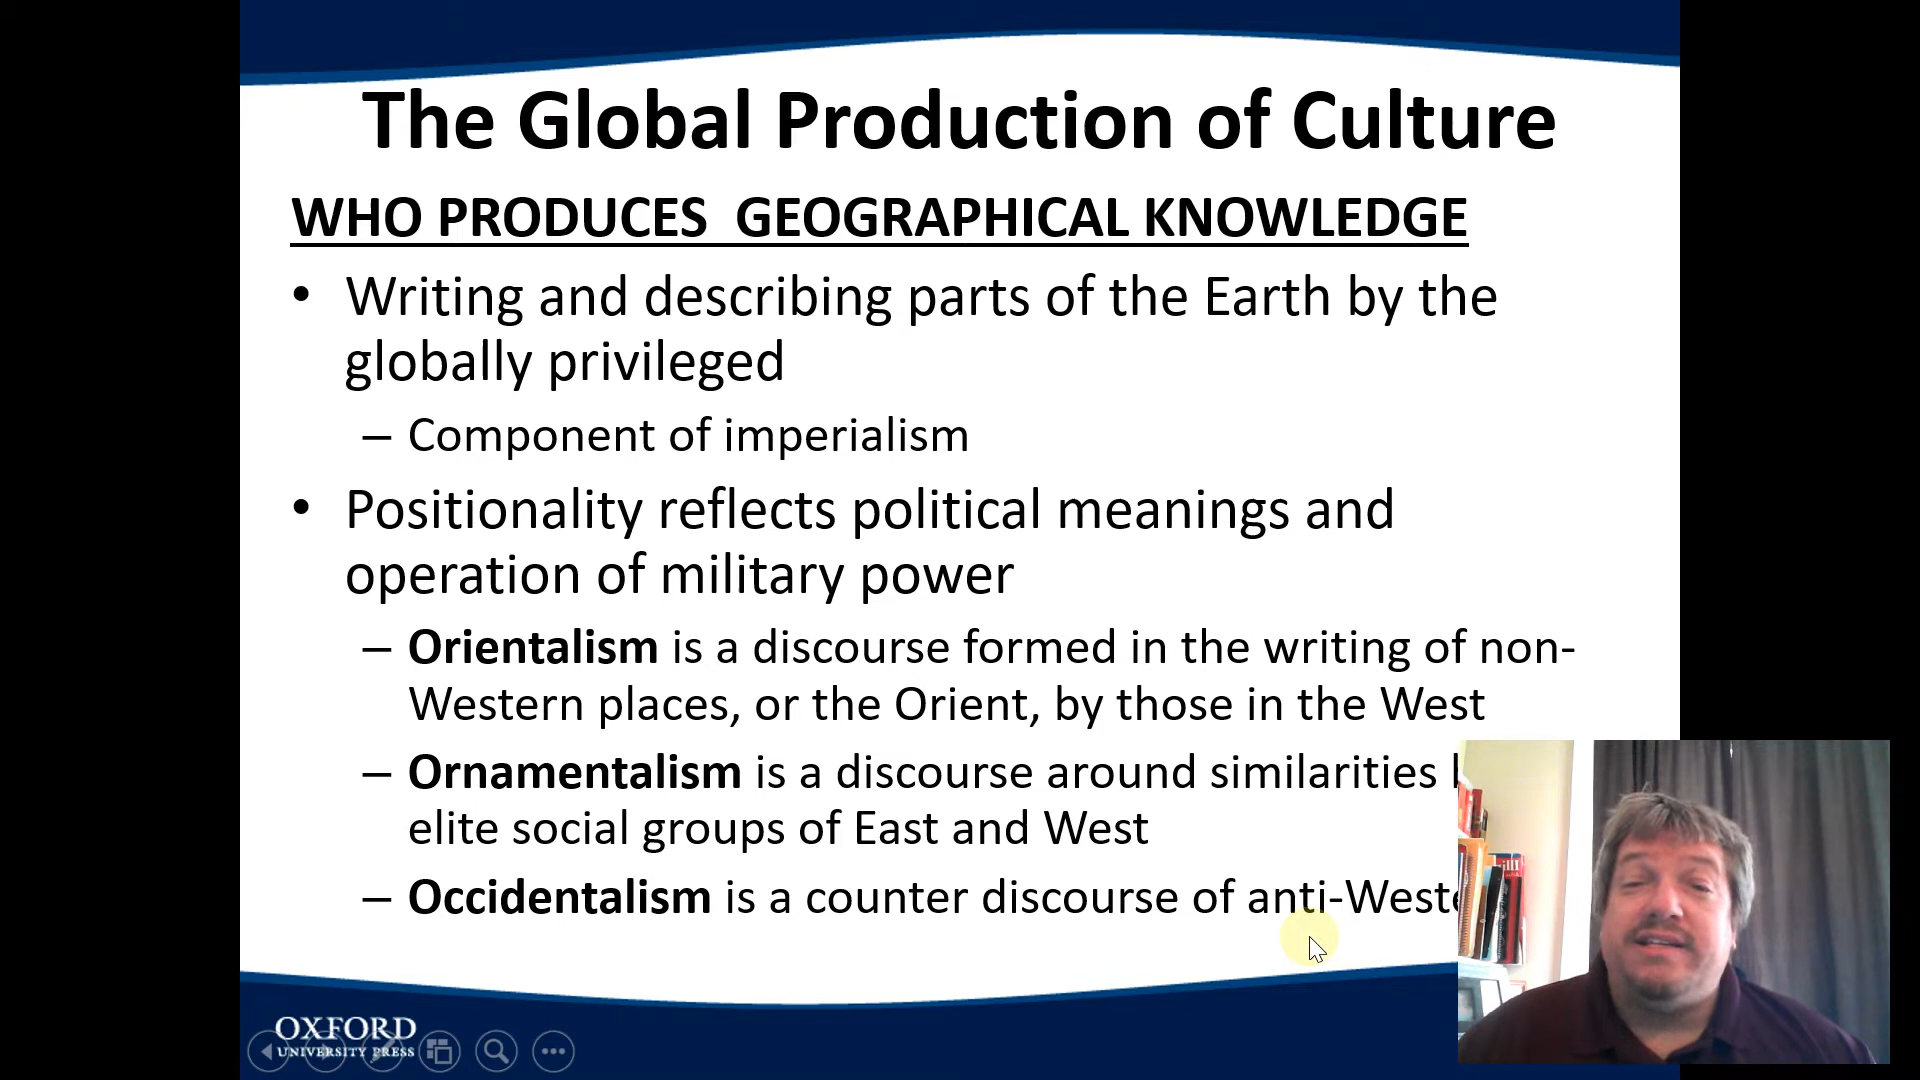 The Global Production of Culture
WHO PRODUCES GEOGRAPHICAL KNOWLEDGE
• Writing and describing parts of the Earth by the
globally privileged
– Component of imperialism
• Positionality reflects political meanings and
operation of military power
– Orientalism is a discourse formed in the writing of non-
Western places, or the Orient, by those in the West
– Ornamentalism is a discourse around similarities
elite social groups of East and West
– Occidentalism is a counter discourse of
OXFORD
UNIVERSITY PRESS